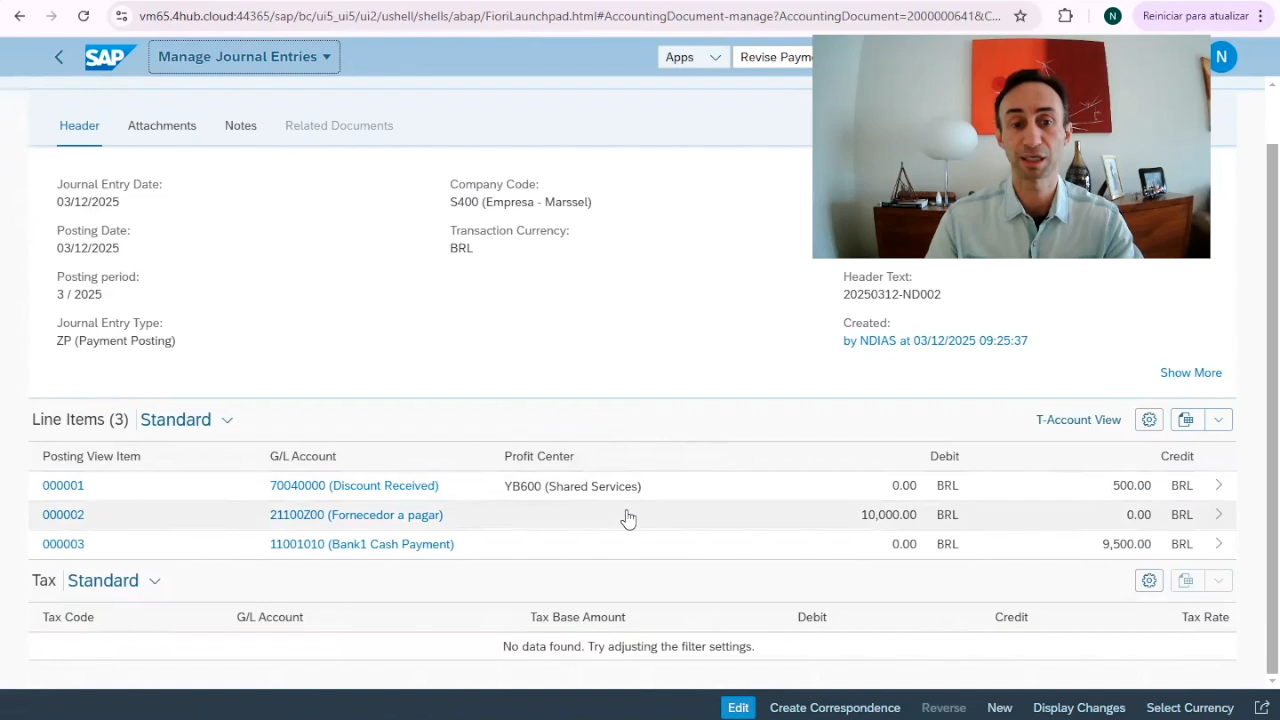 vm65.4hub.cloud:44365/sap/bc/ui5_ui5/ui2/ushell/shells/abap/FioriLaunchpad.html#AccountingDocument-manage?AccountingDocument=2000000641&C...
N
Reiniciar para atualizar
SAP
Manage Journal Entries
Apps
Revise Paym
N
Header
Attachments
Notes
Related Documents
Journal Entry Date:
03/12/2025
Company Code:
S400 (Empresa - Marssel)
Posting Date:
03/12/2025
Transaction Currency:
BRL
Posting period:
3 / 2025
Header Text:
20250312-ND002
Journal Entry Type:
ZP (Payment Posting)
Created:
by NDIAS at 03/12/2025 09:25:37
Show More
Line Items (3) Standard
T-Account View
Posting View Item G/L Account Profit Center Debit Credit
000001 70040000 (Discount Received) YB600 (Shared Services) 0.00 BRL 500.00 BRL
000002 21100Z00 (Fornecedor a pagar) 10,000.00 BRL 0.00 BRL
000003 11001010 (Bank1 Cash Payment) 0.00 BRL 9,500.00 BRL
Tax Standard
Tax Code G/L Account Tax Base Amount Debit Credit Tax Rate
No data found. Try adjusting the filter settings.
Edit Create Correspondence Reverse New Display Changes Select Currency